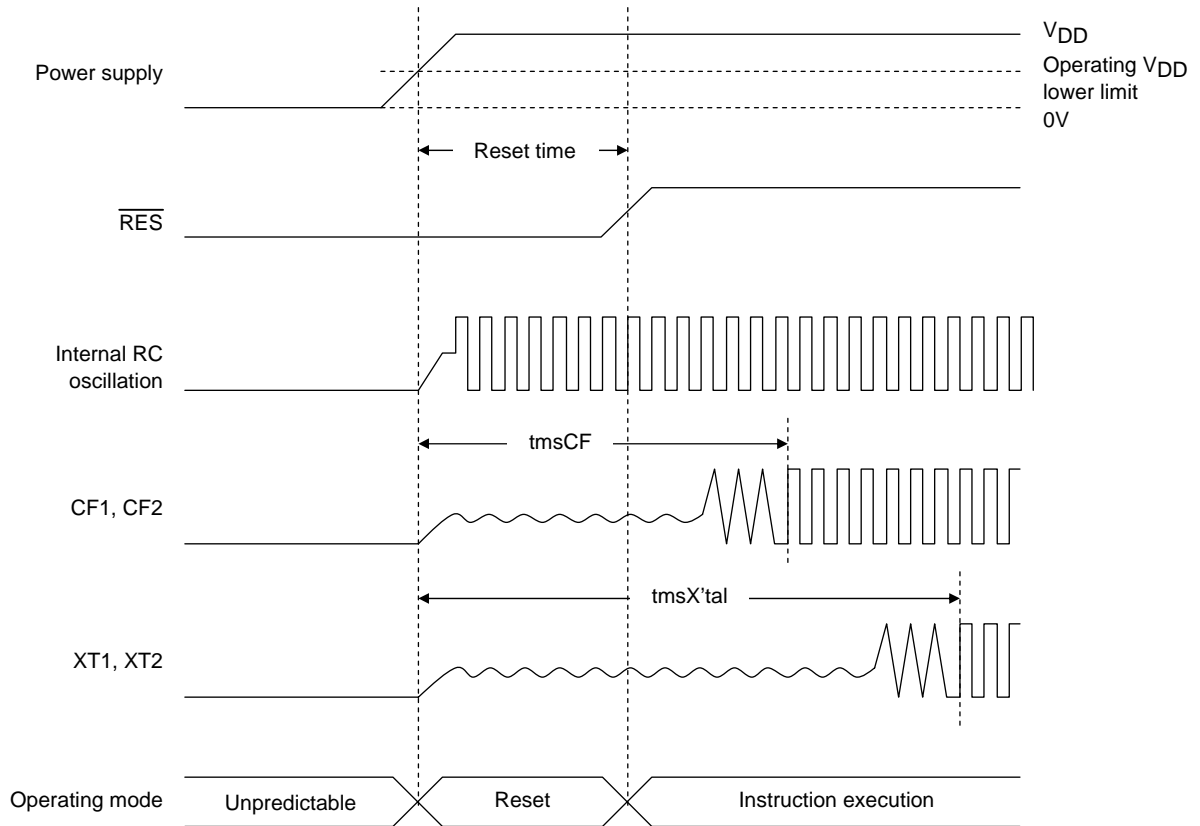 VDD
Power supply
Operating VDD
lower limit
0V
Reset time
RES
Internal RC
oscillation
tmsCF
CF1, CF2
tmsX'tal
XT1, XT2
Operating mode
Unpredictable
Reset
Instruction execution